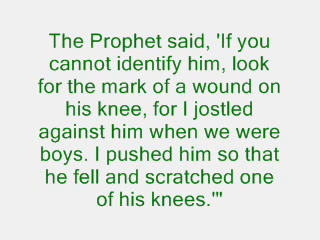 The Prophet said, 'If you
cannot identify him, look
for the mark of a wound on
his knee, for I jostled
against him when we were
boys. I pushed him so that
he fell and scratched one
of his knees.'"